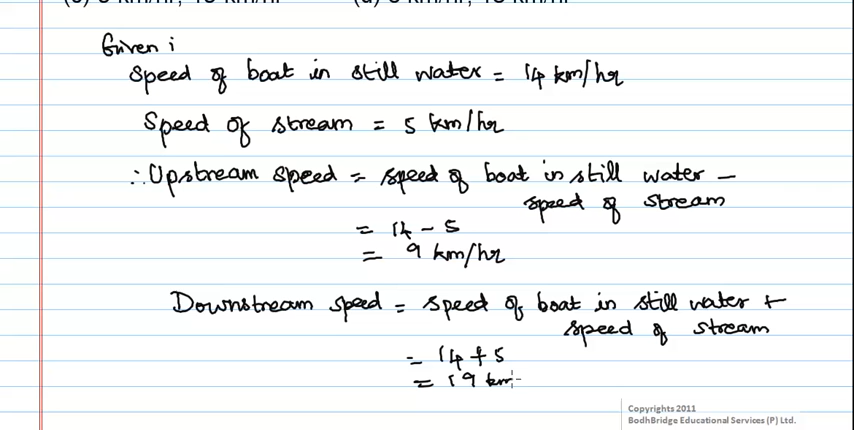 Given :
Speed of boat in still water = 14 km/hr
Speed of stream = 5 km/hr
∴ Upstream speed = speed of boat in still water –
speed of stream
= 14 – 5
= 9 km/hr
Downstream speed = speed of boat in still water +
speed of stream
= 14 + 5
= 19 km
Copyrights 2011
BodhBridge Educational Services (P) Ltd.